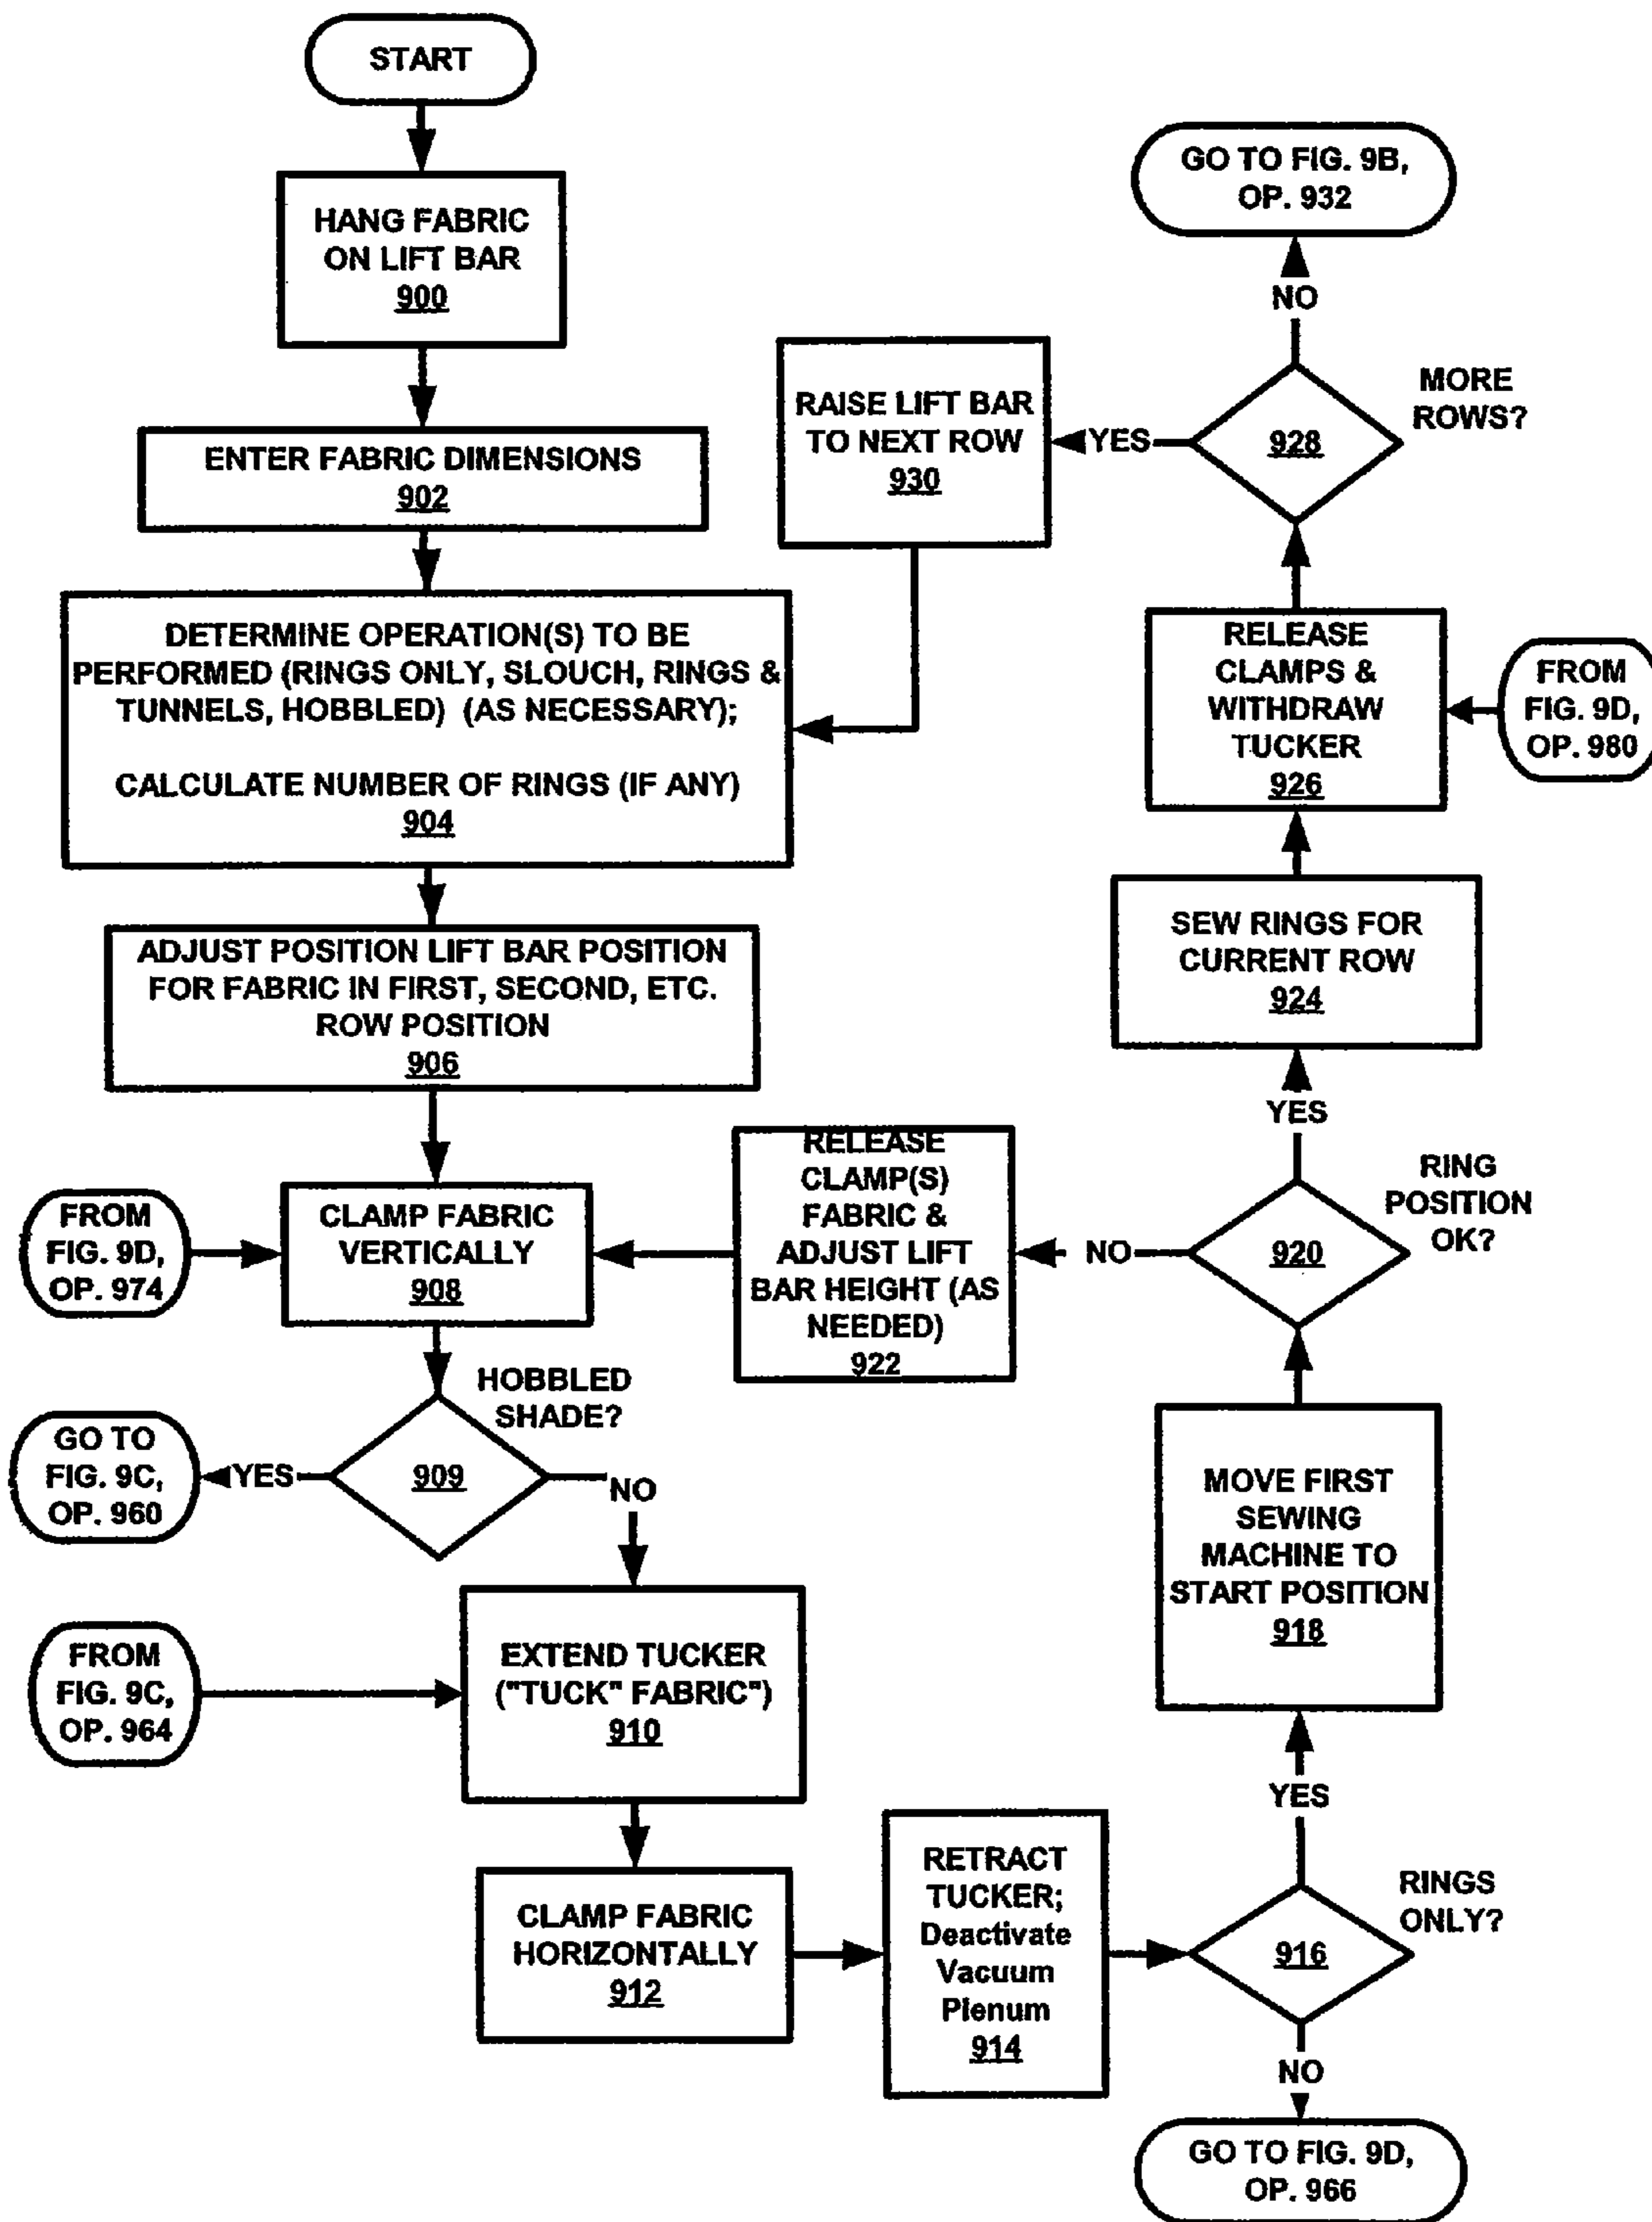 START
HANG FABRIC
ON LIFT BAR
900
ENTER FABRIC DIMENSIONS
902
DETERMINE OPERATION(S) TO BE
PERFORMED (RINGS ONLY, SLOUCH, RINGS &
TUNNELS, HOBBLED) (AS NECESSARY);
CALCULATE NUMBER OF RINGS (IF ANY)
904
ADJUST POSITION LIFT BAR POSITION
FOR FABRIC IN FIRST, SECOND, ETC.
ROW POSITION
906
FROM
FIG. 9D,
OP. 974
CLAMP FABRIC
VERTICALLY
908
HOBBLED
SHADE?
909
YES
GO TO
FIG. 9C,
OP. 960
NO
FROM
FIG. 9C,
OP. 964
EXTEND TUCKER
("TUCK" FABRIC")
910
CLAMP FABRIC
HORIZONTALLY
912
RETRACT
TUCKER;
Deactivate
Vacuum
Plenum
914
RINGS
ONLY?
916
NO
GO TO FIG. 9D,
OP. 966
YES
MOVE FIRST
SEWING
MACHINE TO
START POSITION
918
RING
POSITION
OK?
920
NO
RELEASE
CLAMP(S)
FABRIC &
ADJUST LIFT
BAR HEIGHT (AS
NEEDED)
922
YES
SEW RINGS FOR
CURRENT ROW
924
RELEASE
CLAMPS &
WITHDRAW
TUCKER
926
FROM
FIG. 9D,
OP. 980
MORE
ROWS?
928
YES
RAISE LIFT BAR
TO NEXT ROW
930
NO
GO TO FIG. 9B,
OP. 932